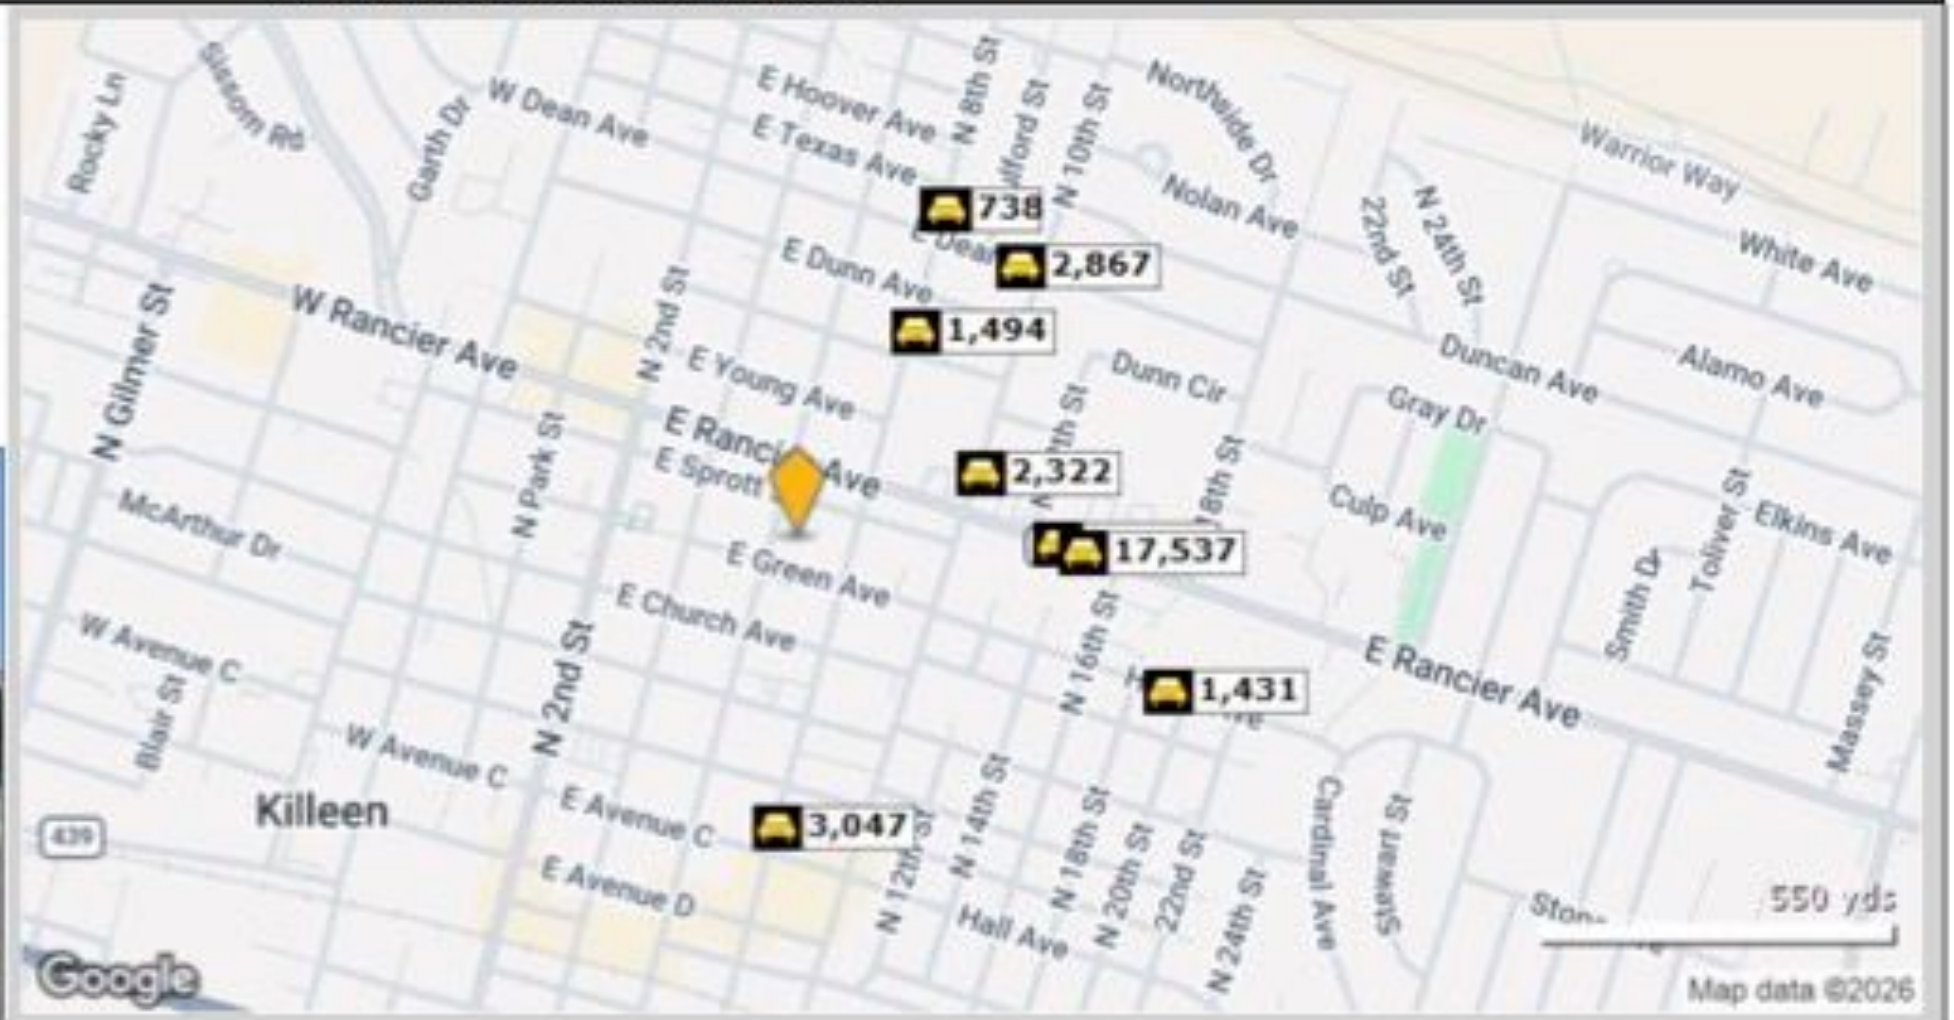 Rocky Ln
Sissom Rd
Garth Dr
W Dean Ave
E Hoover Ave
E Texas Ave
N 8th St
N 10th St
Northside Dr
Nolan Ave
22nd St
N 24th St
Warrior Way
White Ave
738
2,867
E Dunn Ave
1,494
N Gilmer St
W Rancier Ave
N 2nd St
E Young Ave
Dunn Cir
Duncan Ave
Alamo Ave
Gray Dr
E Rancier Ave
E Sprott
N Park St
2,322
18th St
Culp Ave
Toliver St
Elkins Ave
McArthur Dr
E Green Ave
17,537
Smith Dr
W Avenue C
E Church Ave
N 16th St
E Rancier Ave
Massey St
Blair St
N 2nd St
1,431
W Avenue C
Killeen
E Avenue C
3,047
N 12th St
N 14th St
N 18th St
N 20th St
22nd St
N 24th St
Cardinal Ave
Stewart St
439
E Avenue D
Hall Ave
550 yds
Google
Map data ©2026